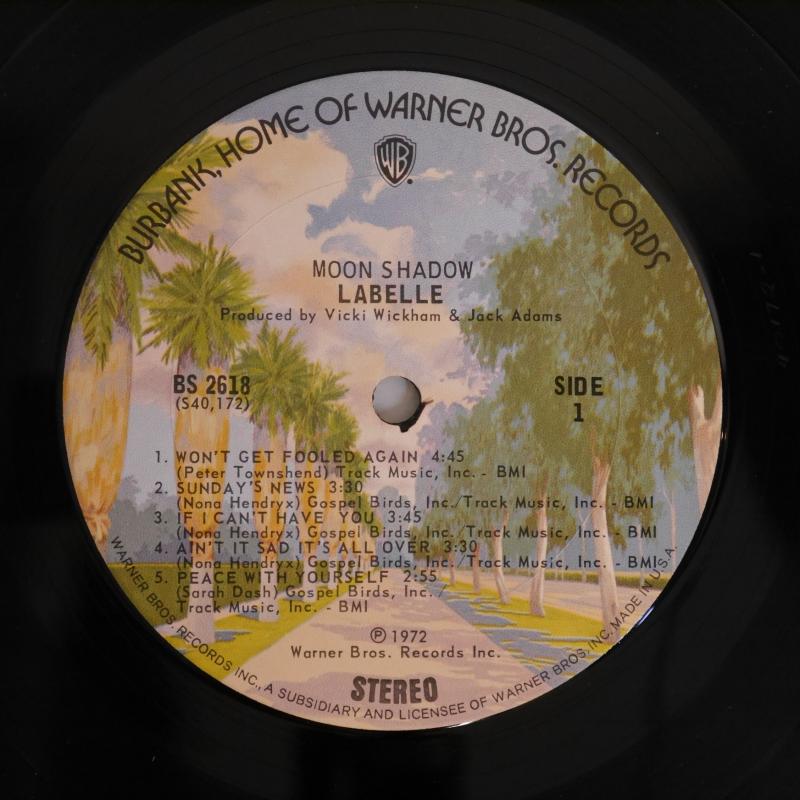 BURBANK, HOME OF WARNER BROS. RECORDS
WB
MOON SHADOW
LABELLE
Produced by Vicki Wickham & Jack Adams
BS 2618
(S40,172)
SIDE
1
1. WON'T GET FOOLED AGAIN 4:45
(Peter Townshend) Track Music, Inc. - BMI
2. SUNDAY'S NEWS 3:30
(Nona Hendryx) Gospel Birds, Inc./Track Music, Inc. - BMI
3. IF I CAN'T HAVE YOU 3:45
(Nona Hendryx) Gospel Birds, Inc./Track Music, Inc. - BMI
4. AIN'T IT SAD IT'S ALL OVER 3:30
(Nona Hendryx) Gospel Birds, Inc./Track Music, Inc. - BMI
5. PEACE WITH YOURSELF 2:55
(Sarah Dash) Gospel Birds, Inc./
Track Music, Inc. - BMI
Ⓟ 1972
Warner Bros. Records Inc.
STEREO
WARNER BROS. RECORDS INC., A SUBSIDIARY AND LICENSEE OF WARNER BROS. INC. MADE IN U.S.A.